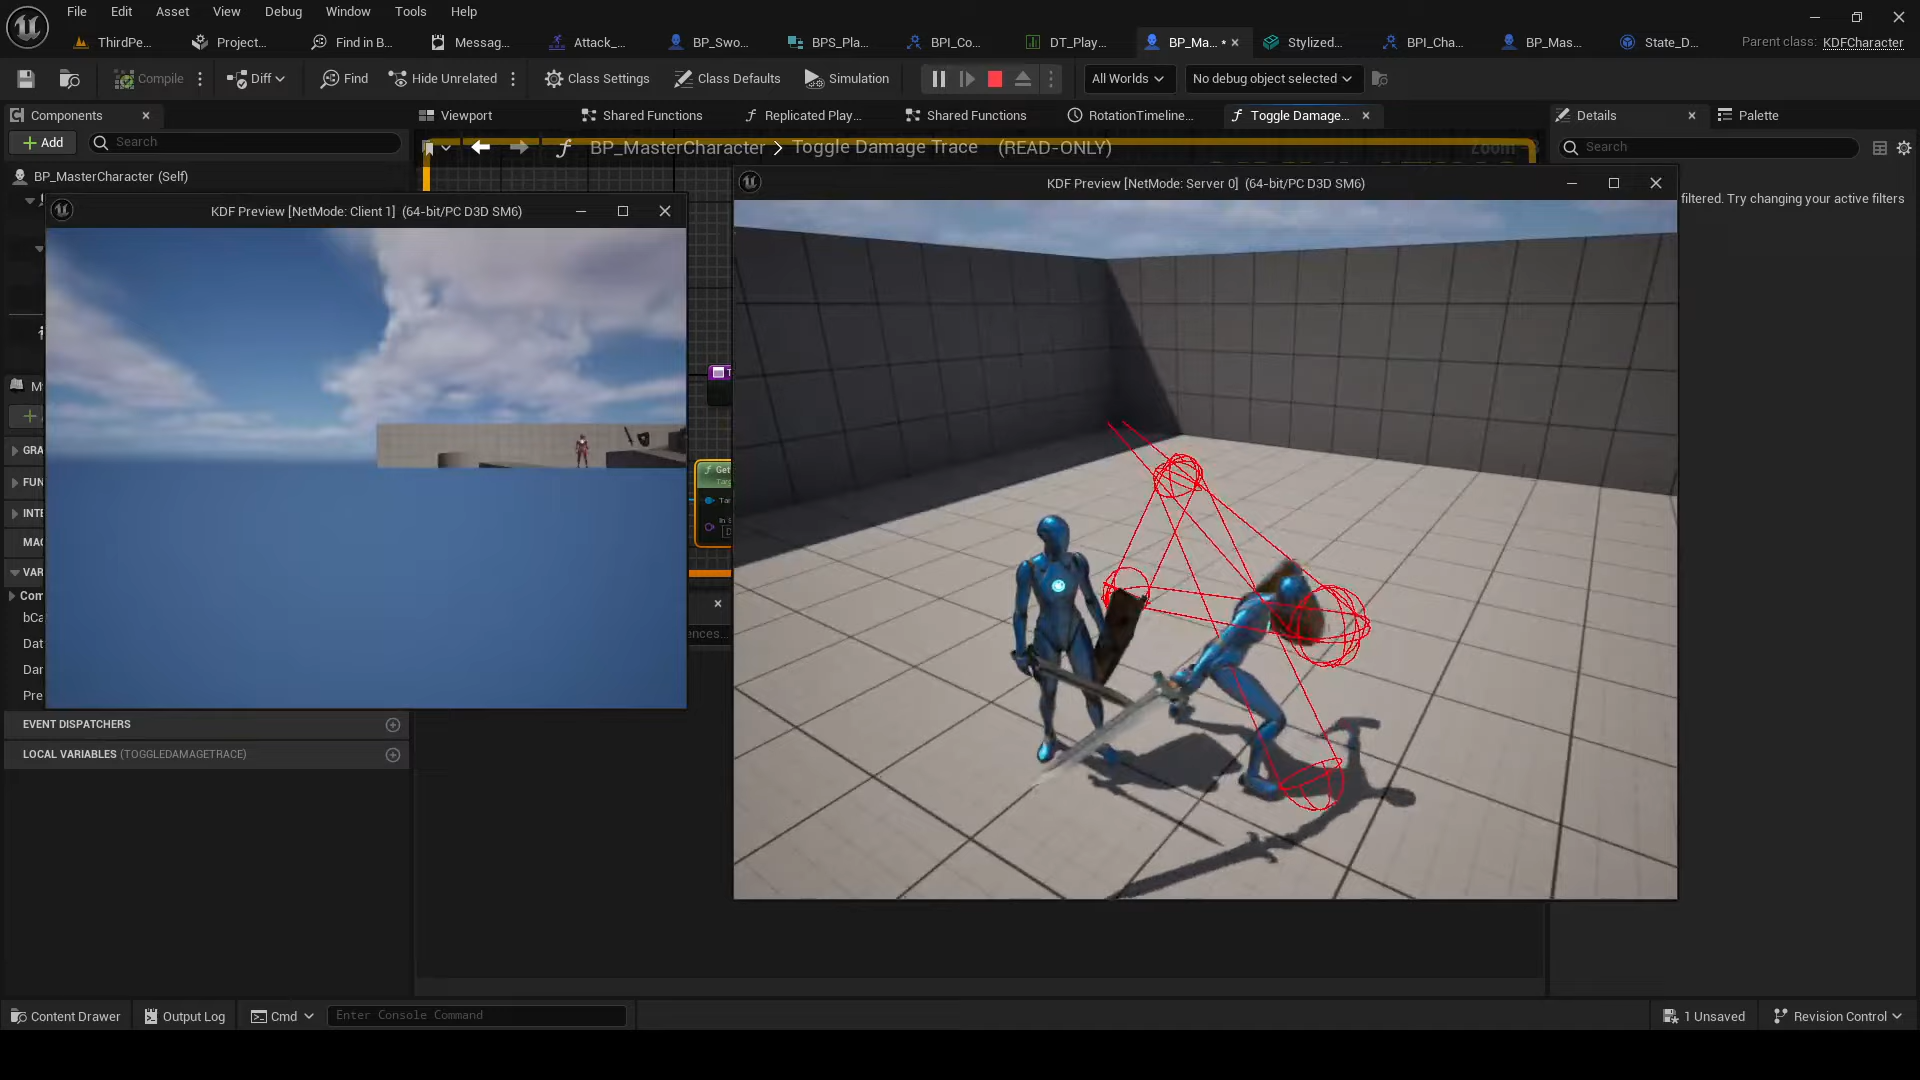 File Edit Asset View Debug Window Tools Help
ThirdPe... Project... Find in B... Messag... Attack_... BP_Swo... BPS_Pla... BPI_Co... DT_Play... BP_Ma... • Stylized... BPI_Cha... BP_Mas... State_D... Parent class: KDFCharacter
Compile Diff Find Hide Unrelated Class Settings Class Defaults Simulation All Worlds No debug object selected
Components Viewport Shared Functions Replicated Play... Shared Functions RotationTimeline... Toggle Damage... Details Palette
Add Search BP_MasterCharacter > Toggle Damage Trace (READ-ONLY) Search
BP_MasterCharacter (Self)
KDF Preview [NetMode: Server 0] (64-bit/PC D3D SM6)
filtered. Try changing your active filters
KDF Preview [NetMode: Client 1] (64-bit/PC D3D SM6)
My
GRA
Get
Targ
FUN
Tar
INTE
In S
MAC
VAR
Com
bCa
ences...
Dat
Dar
Pre
EVENT DISPATCHERS
LOCAL VARIABLES (TOGGLEDAMAGETRACE)
Content Drawer Output Log Cmd Enter Console Command 1 Unsaved Revision Control